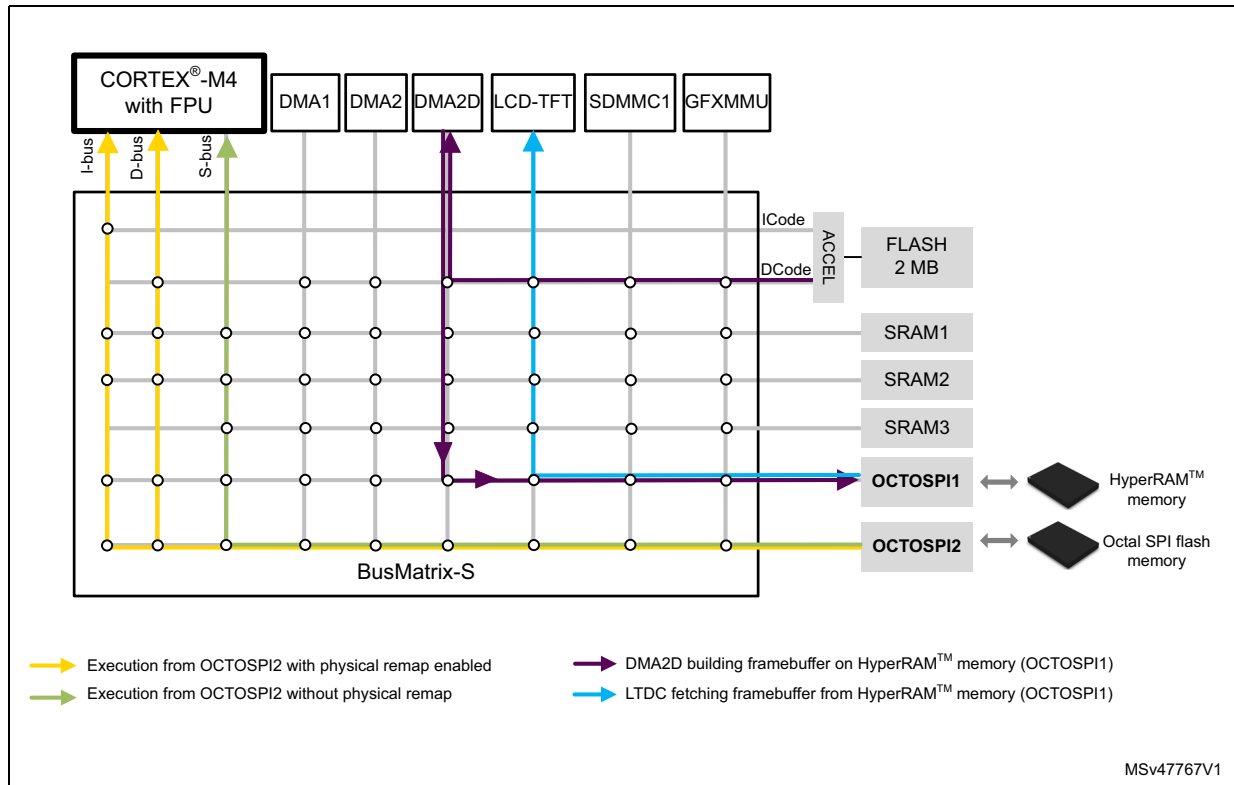 CORTEX®-M4
with FPU
DMA1
DMA2
DMA2D
LCD-TFT
SDMMC1
GFXMMU
I-bus
D-bus
S-bus
ICode
DCode
ACCEL
FLASH
2 MB
SRAM1
SRAM2
SRAM3
OCTOSPI1
HyperRAM™
memory
OCTOSPI2
Octal SPI flash
memory
BusMatrix-S
Execution from OCTOSPI2 with physical remap enabled
DMA2D building framebuffer on HyperRAM™ memory (OCTOSPI1)
Execution from OCTOSPI2 without physical remap
LTDC fetching framebuffer from HyperRAM™ memory (OCTOSPI1)
MSv47767V1